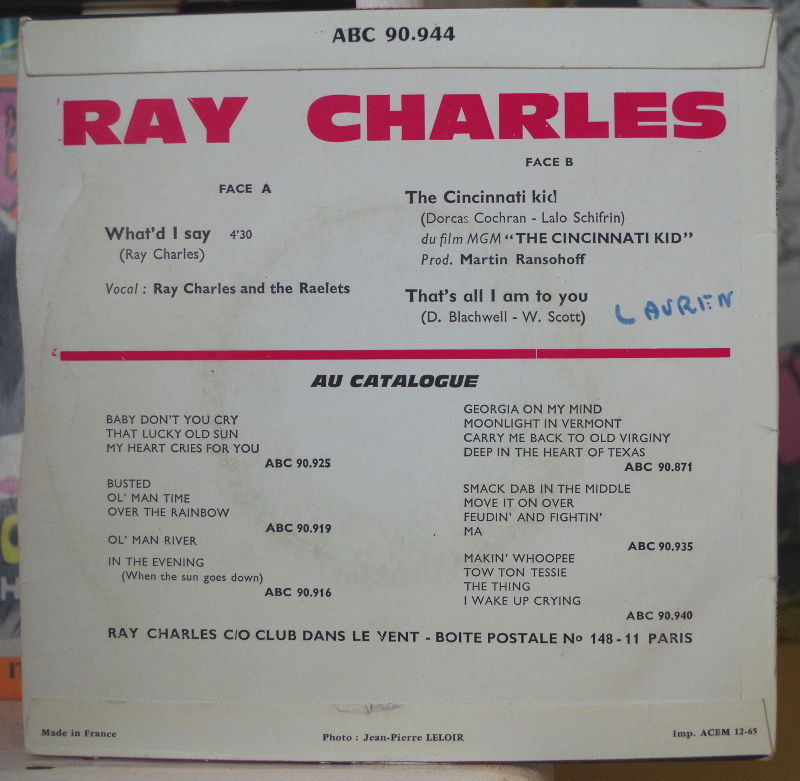 ABC 90.944
RAY CHARLES
FACE A
What'd I say 4'30
(Ray Charles)
Vocal : Ray Charles and the Raelets
FACE B
The Cincinnati kid
(Dorcas Cochran - Lalo Schifrin)
du film MGM “THE CINCINNATI KID”
Prod. Martin Ransohoff
That's all I am to you
(D. Blachwell - W. Scott)
LAUREN
AU CATALOGUE
BABY DON'T YOU CRY
THAT LUCKY OLD SUN
MY HEART CRIES FOR YOU
ABC 90.925
BUSTED
OL' MAN TIME
OVER THE RAINBOW
ABC 90.919
OL' MAN RIVER
IN THE EVENING
(When the sun goes down)
ABC 90.916
GEORGIA ON MY MIND
MOONLIGHT IN VERMONT
CARRY ME BACK TO OLD VIRGINY
DEEP IN THE HEART OF TEXAS
ABC 90.871
SMACK DAB IN THE MIDDLE
MOVE IT ON OVER
FEUDIN' AND FIGHTIN'
MA
ABC 90.935
MAKIN' WHOOPEE
TOW TON TESSIE
THE THING
I WAKE UP CRYING
ABC 90.940
RAY CHARLES C/O CLUB DANS LE VENT - BOITE POSTALE No 148 - 11 PARIS
Made in France
Photo : Jean-Pierre LELOIR
Imp. ACEM 12-65